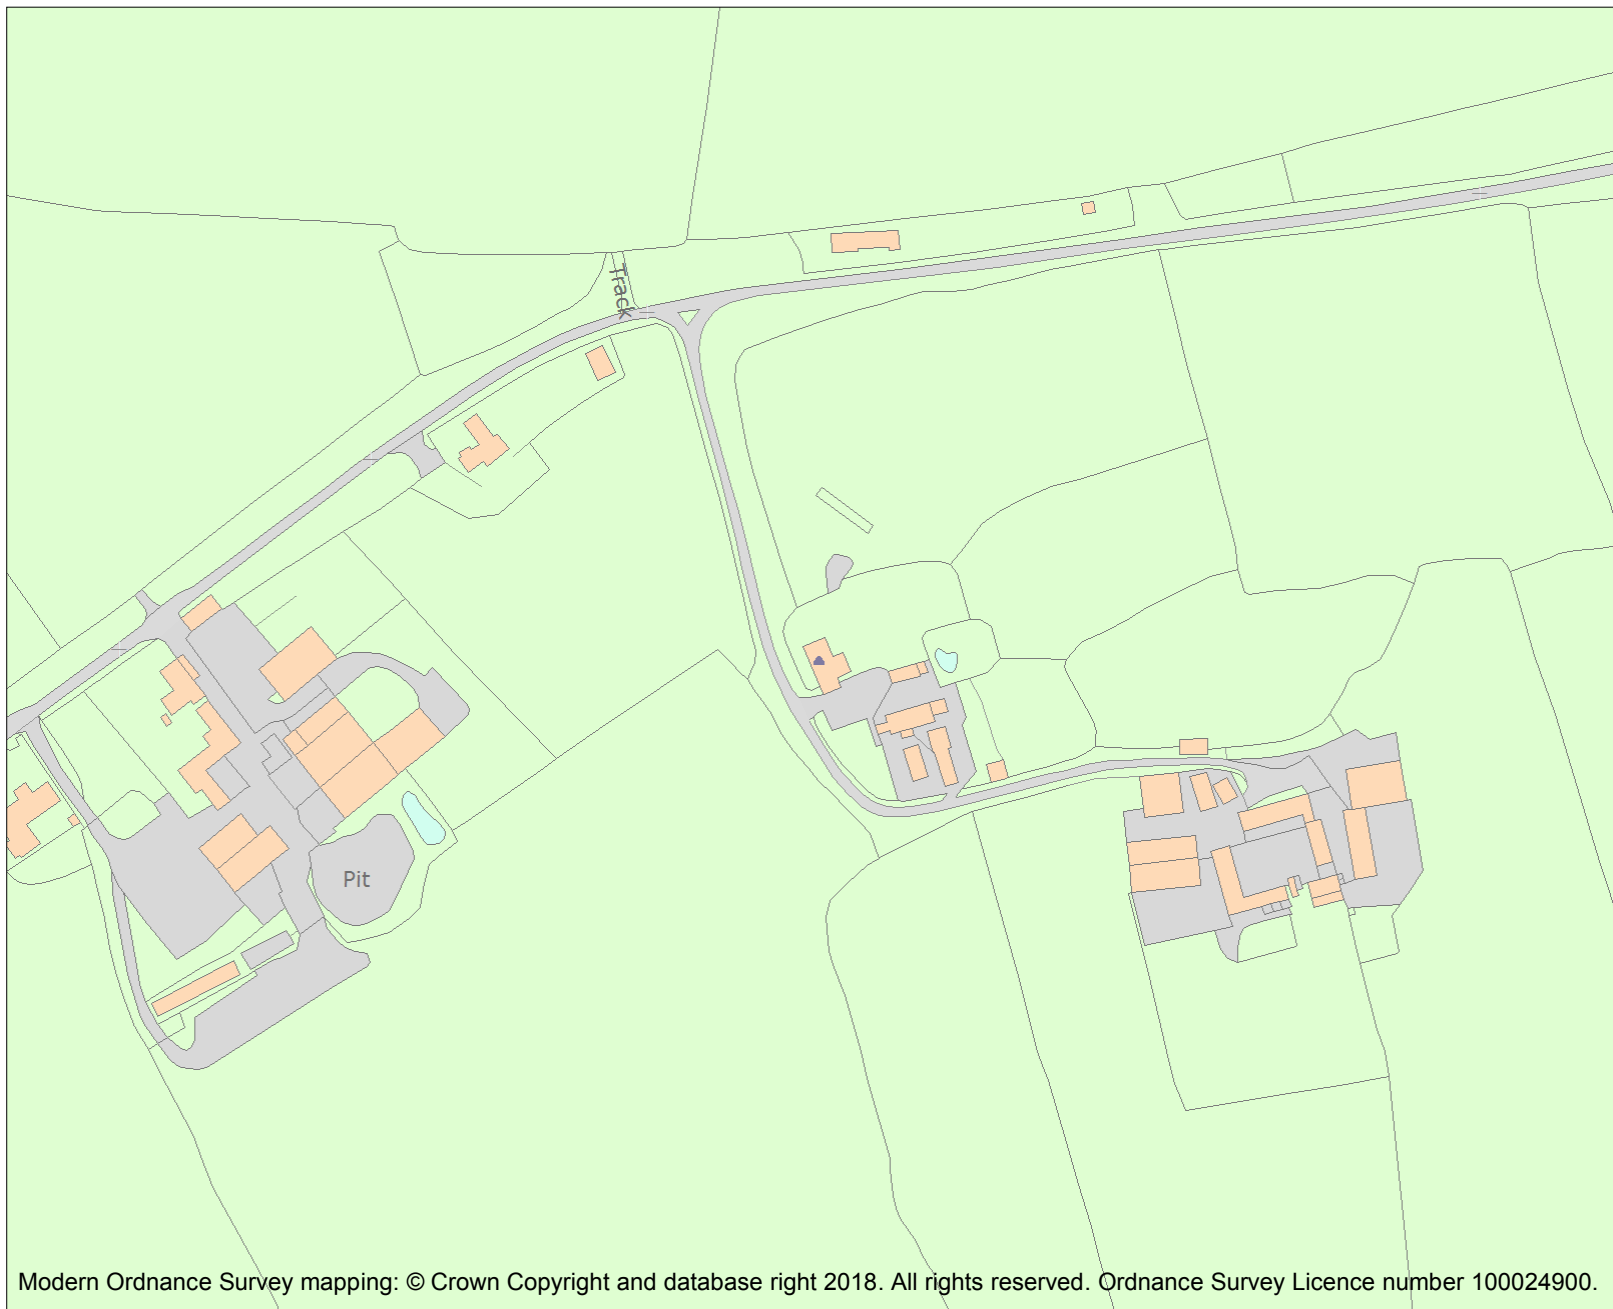 Track
Pit
Modern Ordnance Survey mapping: © Crown Copyright and database right 2018. All rights reserved. Ordnance Survey Licence number 100024900.